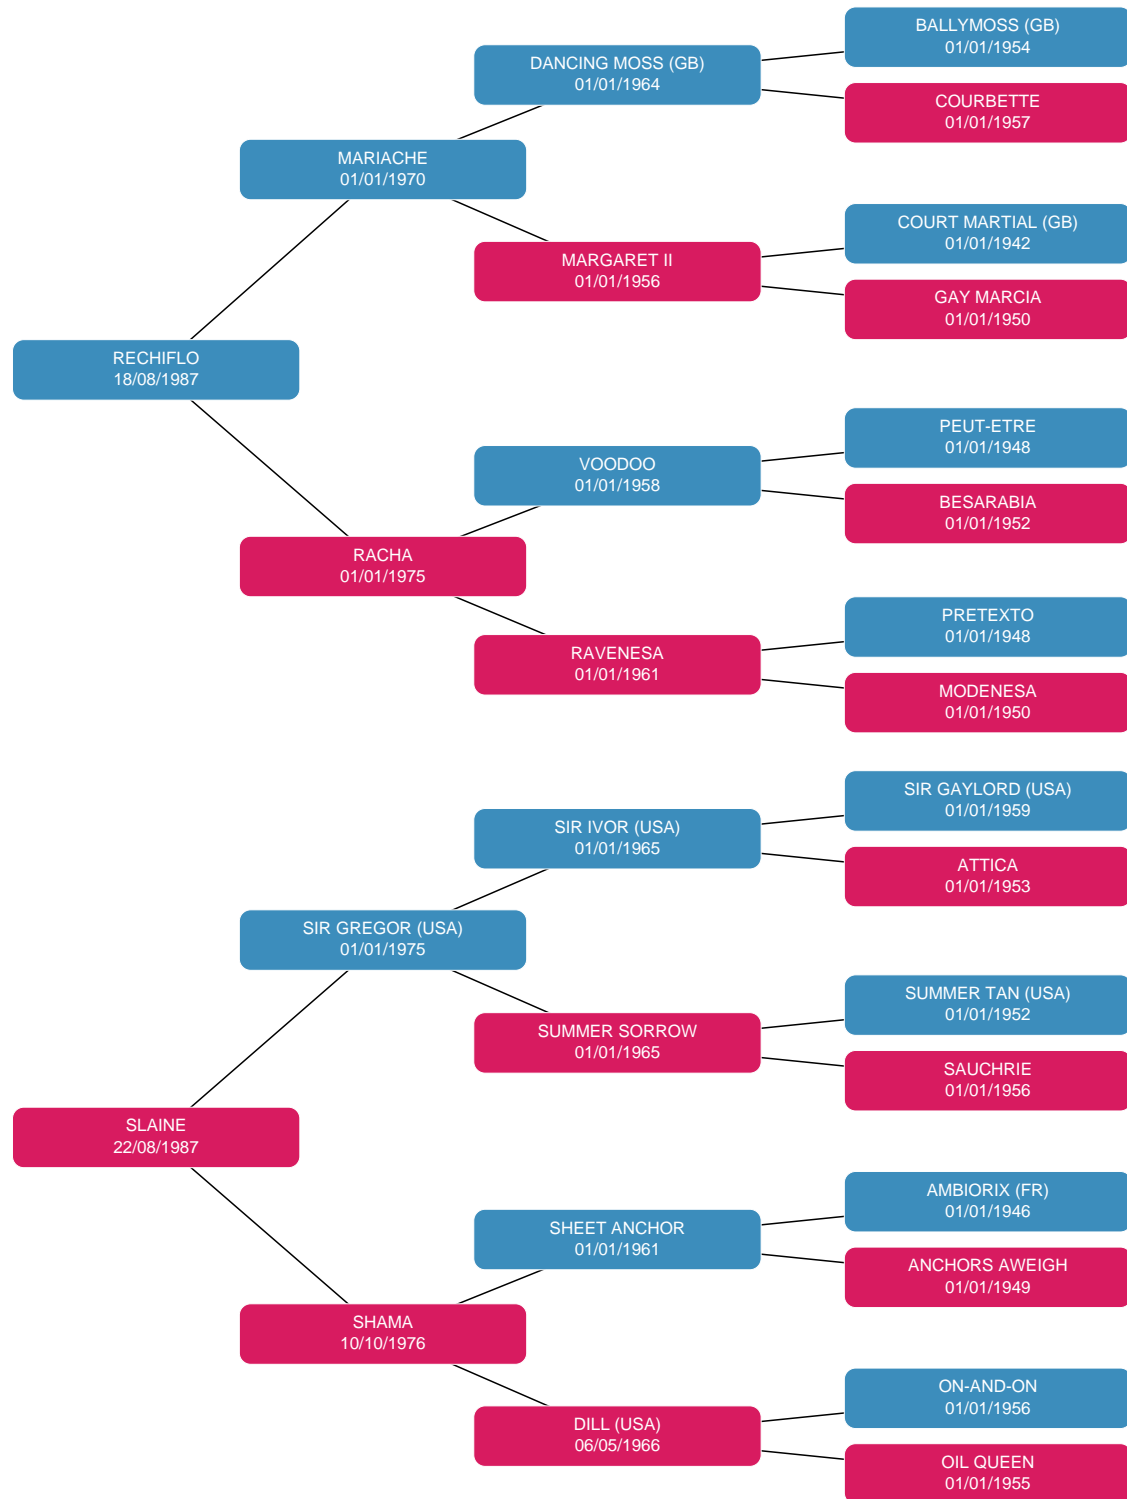 BALLYMOSS (GB)
01/01/1954
DANCING MOSS (GB)
01/01/1964
COURBETTE
01/01/1957
MARIACHE
01/01/1970
COURT MARTIAL (GB)
01/01/1942
MARGARET II
01/01/1956
GAY MARCIA
01/01/1950
RECHIFLO
18/08/1987
PEUT-ETRE
01/01/1948
VOODOO
01/01/1958
BESARABIA
01/01/1952
RACHA
01/01/1975
PRETEXTO
01/01/1948
RAVENESA
01/01/1961
MODENESA
01/01/1950
SIR GAYLORD (USA)
01/01/1959
SIR IVOR (USA)
01/01/1965
ATTICA
01/01/1953
SIR GREGOR (USA)
01/01/1975
SUMMER TAN (USA)
01/01/1952
SUMMER SORROW
01/01/1965
SAUCHRIE
01/01/1956
SLAINE
22/08/1987
AMBIORIX (FR)
01/01/1946
SHEET ANCHOR
01/01/1961
ANCHORS AWEIGH
01/01/1949
SHAMA
10/10/1976
ON-AND-ON
01/01/1956
DILL (USA)
06/05/1966
OIL QUEEN
01/01/1955